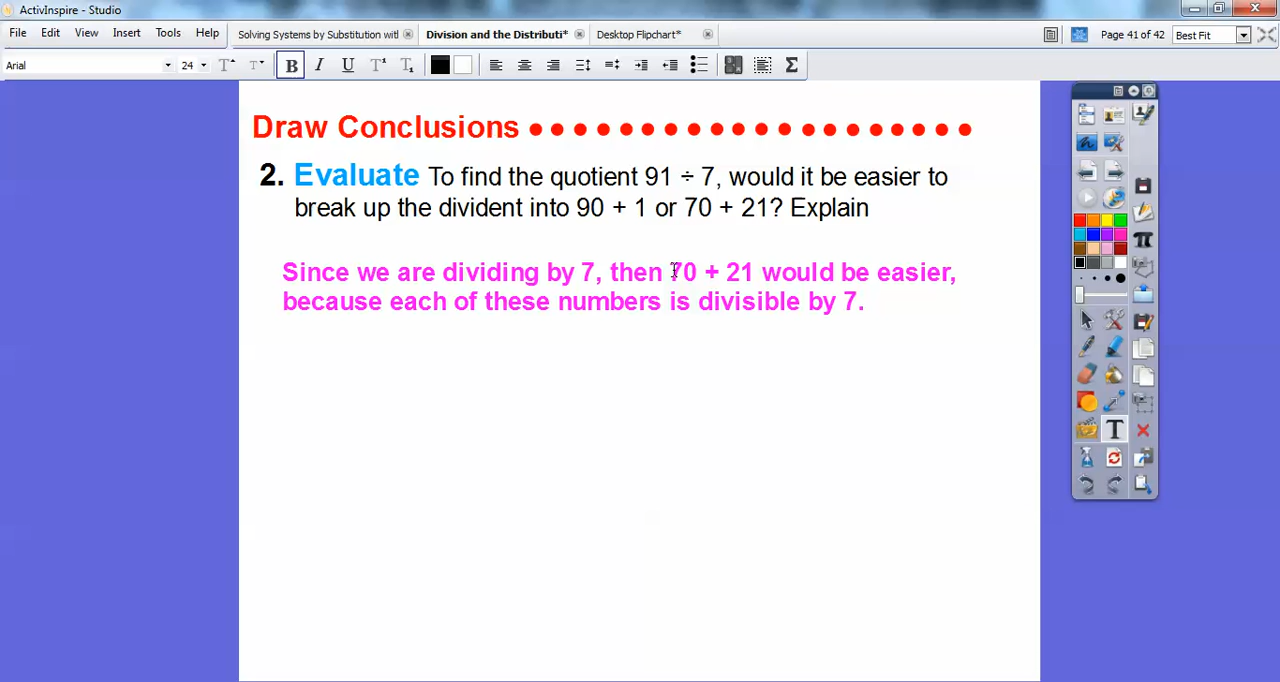 ActivInspire - Studio
File Edit View Insert Tools Help
Solving Systems by Substitution witl
Division and the Distributi*
Desktop Flipchart*
Page 41 of 42
Best Fit
Arial
24
Draw Conclusions
2. Evaluate To find the quotient 91 ÷ 7, would it be easier to
break up the divident into 90 + 1 or 70 + 21? Explain
Since we are dividing by 7, then 70 + 21 would be easier,
because each of these numbers is divisible by 7.